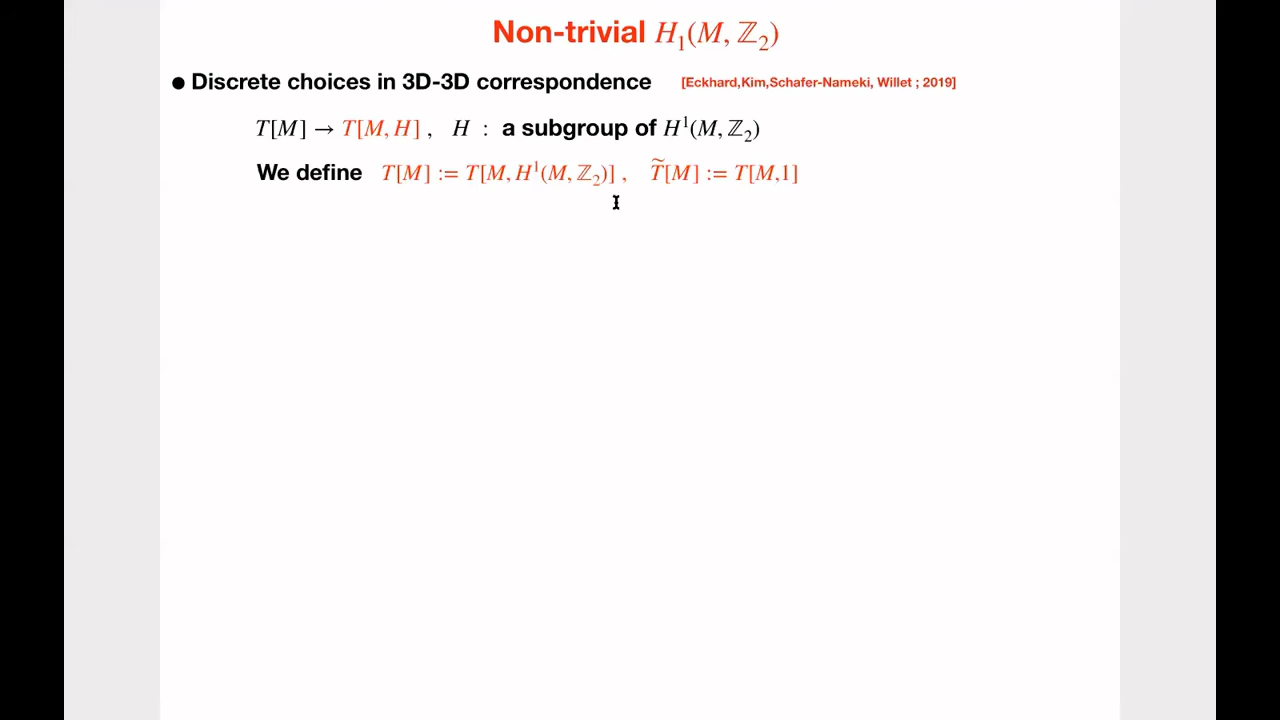 Non-trivial H₁(M, ℤ₂)
● Discrete choices in 3D-3D correspondence [Eckhard,Kim,Schafer-Nameki, Willet ; 2019]
T[M] → T[M, H] , H : a subgroup of H¹(M, ℤ₂)
We define T[M] := T[M, H¹(M, ℤ₂)] , T̃[M] := T[M,1]